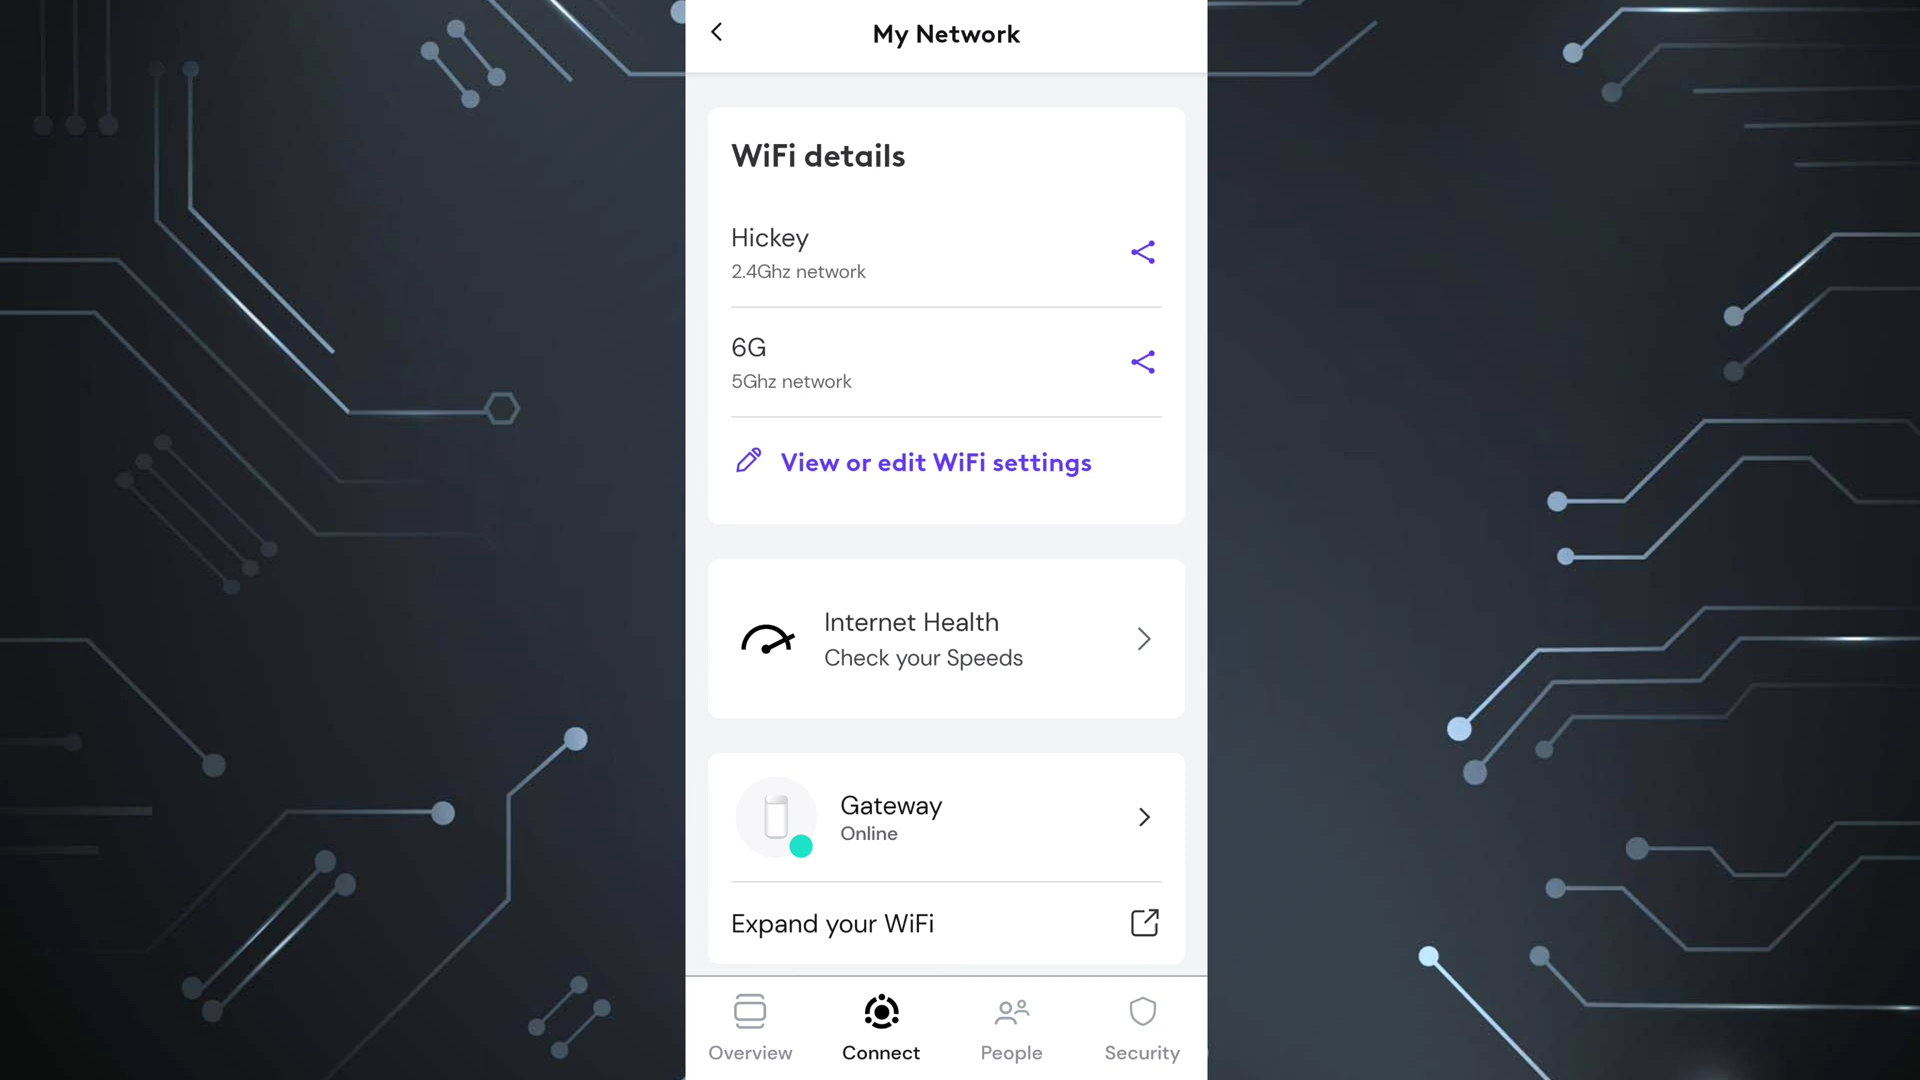 My Network
WiFi details
Hickey
2.4Ghz network
6G
5Ghz network
View or edit WiFi settings
Internet Health
Check your Speeds
Gateway
Online
Expand your WiFi
Overview
Connect
People
Security